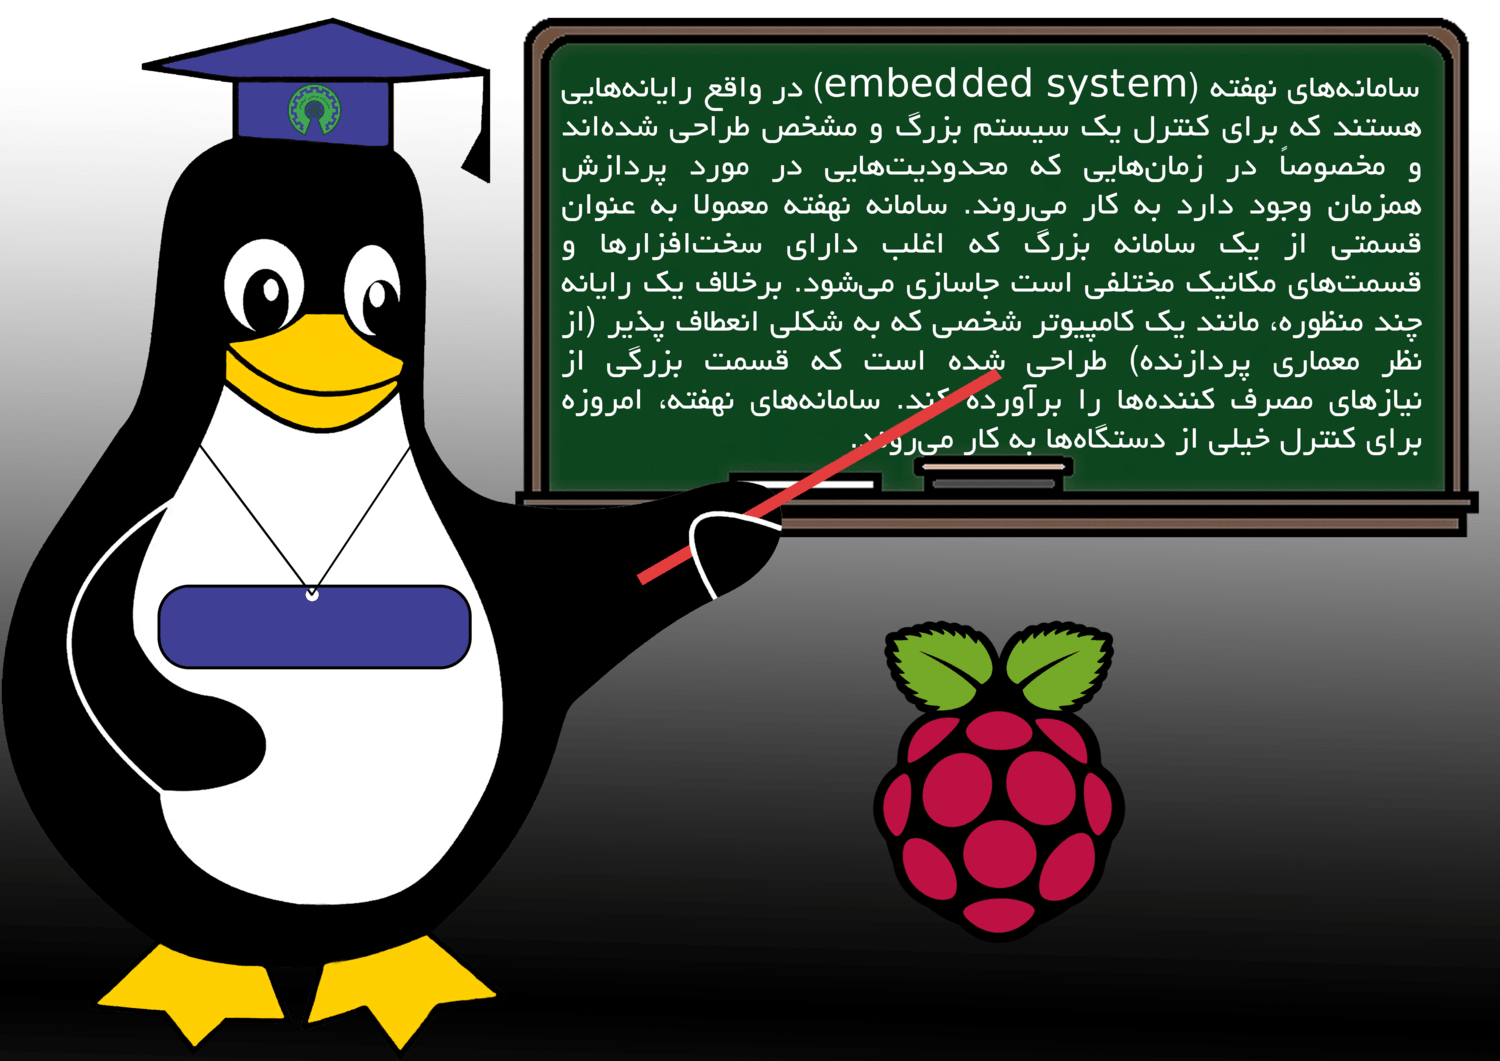 سامانه‌های نهفته (embedded system) در واقع رایانه‌هایی
هستند که برای کنترل یک سیستم بزرگ و مشخص طراحی شده‌اند
و مخصوصاً در زمان‌هایی که محدودیت‌هایی در مورد پردازش
همزمان وجود دارد به کار می‌روند. سامانه نهفته معمولا به عنوان
قسمتی از یک سامانه بزرگ که اغلب دارای سخت‌افزارها و
قسمت‌های مکانیک مختلفی است جاسازی می‌شود. برخلاف یک رایانه
چند منظوره، مانند یک کامپیوتر شخصی که به شکلی انعطاف پذیر (از
نظر معماری پردازنده) طراحی شده است که قسمت بزرگی از
نیازهای مصرف کننده‌ها را برآورده کند. سامانه‌های نهفته، امروزه
برای کنترل خیلی از دستگاه‌ها به کار می‌روند.